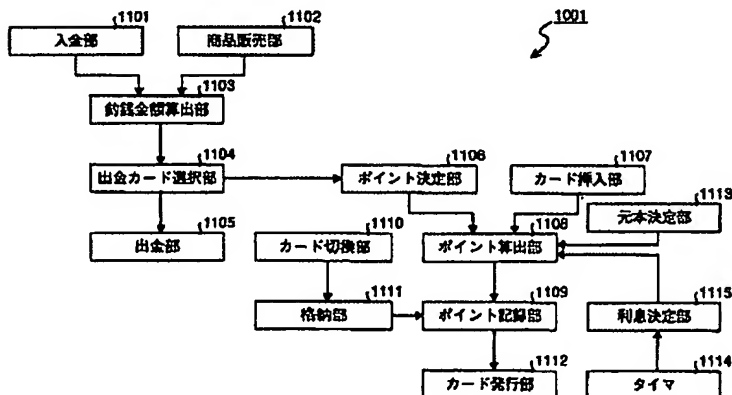 1101
1102
1001
入金部
商品販売部
1103
釣銭金額算出部
1104
1106
1107
出金カード選択部
ポイント決定部
カード挿入部
1113
元本決定部
1105
1110
1108
出金部
カード切換部
ポイント算出部
1111
1109
1115
格納部
ポイント記録部
利息決定部
1112
1114
カード発行部
タイマ